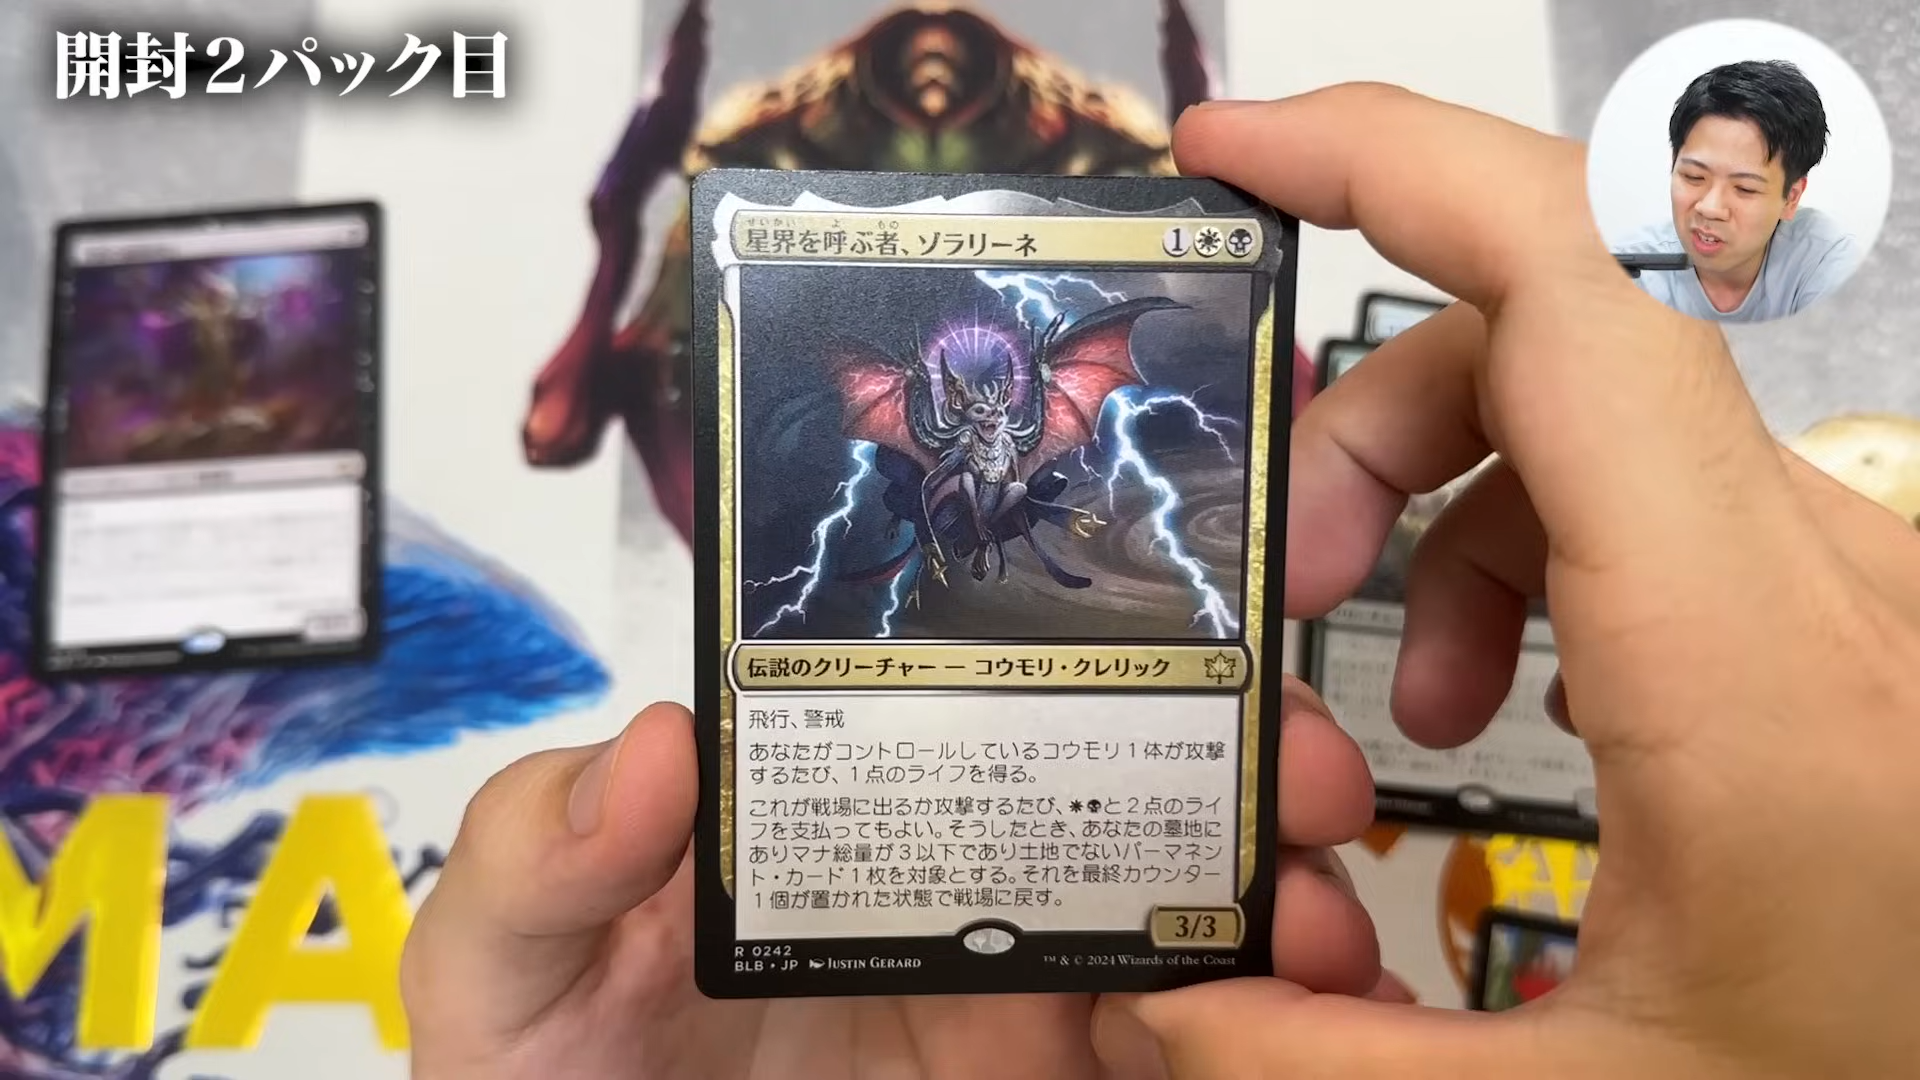 開封2パック目
せいかい よ もの
星界を呼ぶ者、ゾラリーネ 1
伝説のクリーチャー ― コウモリ・クレリック
飛行、警戒
あなたがコントロールしているコウモリ1体が攻撃
するたび、1点のライフを得る。
これが戦場に出るか攻撃するたび、と2点のライ
フを支払ってもよい。そうしたとき、あなたの墓地に
ありマナ総量が3以下であり土地でないパーマネン
ト・カード1枚を対象とする。それを最終カウンター
1個が置かれた状態で戦場に戻す。
3/3
R 0242
BLB・JP JUSTIN GERARD
™ & © 2024 Wizards of the Coast
MA